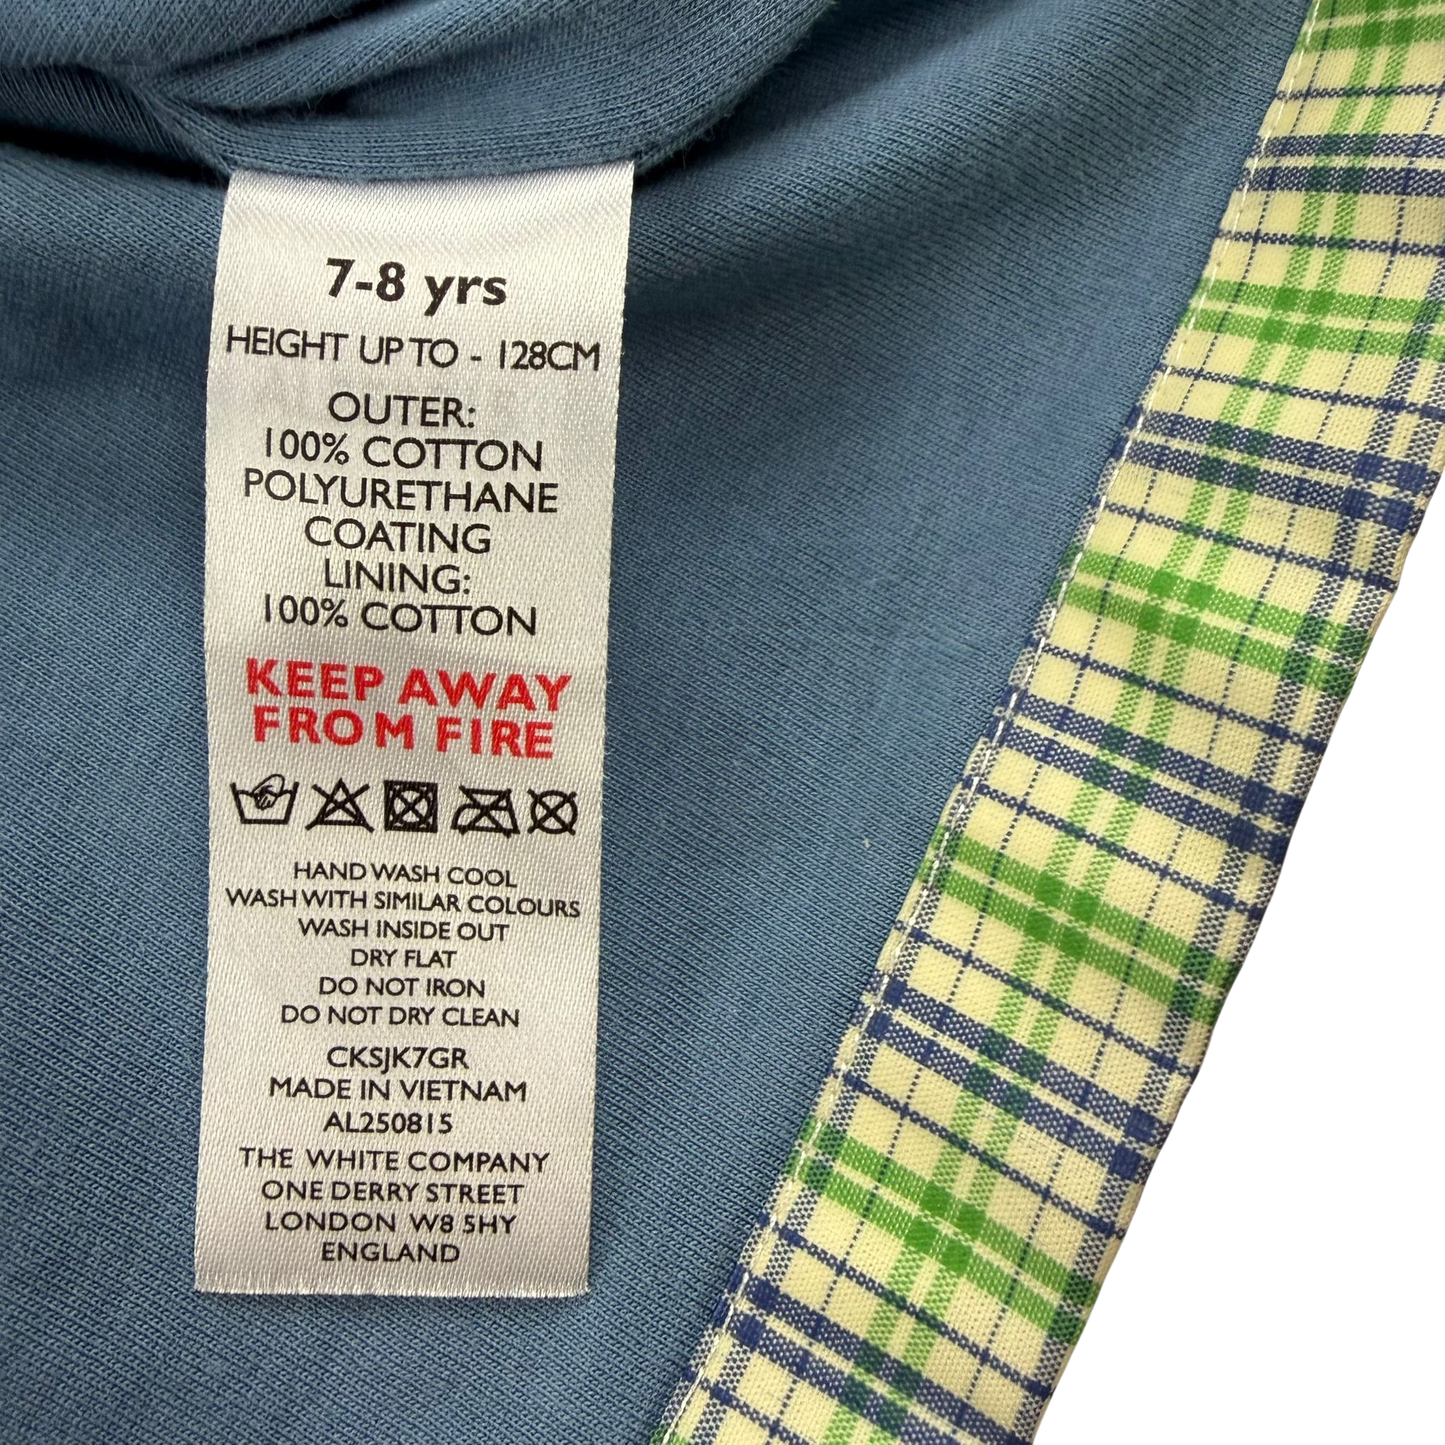 7-8 yrs
HEIGHT UP TO - 128CM
OUTER:
100% COTTON
POLYURETHANE
COATING
LINING:
100% COTTON
KEEP AWAY
FROM FIRE
HAND WASH COOL
WASH WITH SIMILAR COLOURS
WASH INSIDE OUT
DRY FLAT
DO NOT IRON
DO NOT DRY CLEAN
CKSJK7GR
MADE IN VIETNAM
AL250815
THE WHITE COMPANY
ONE DERRY STREET
LONDON W8 5HY
ENGLAND